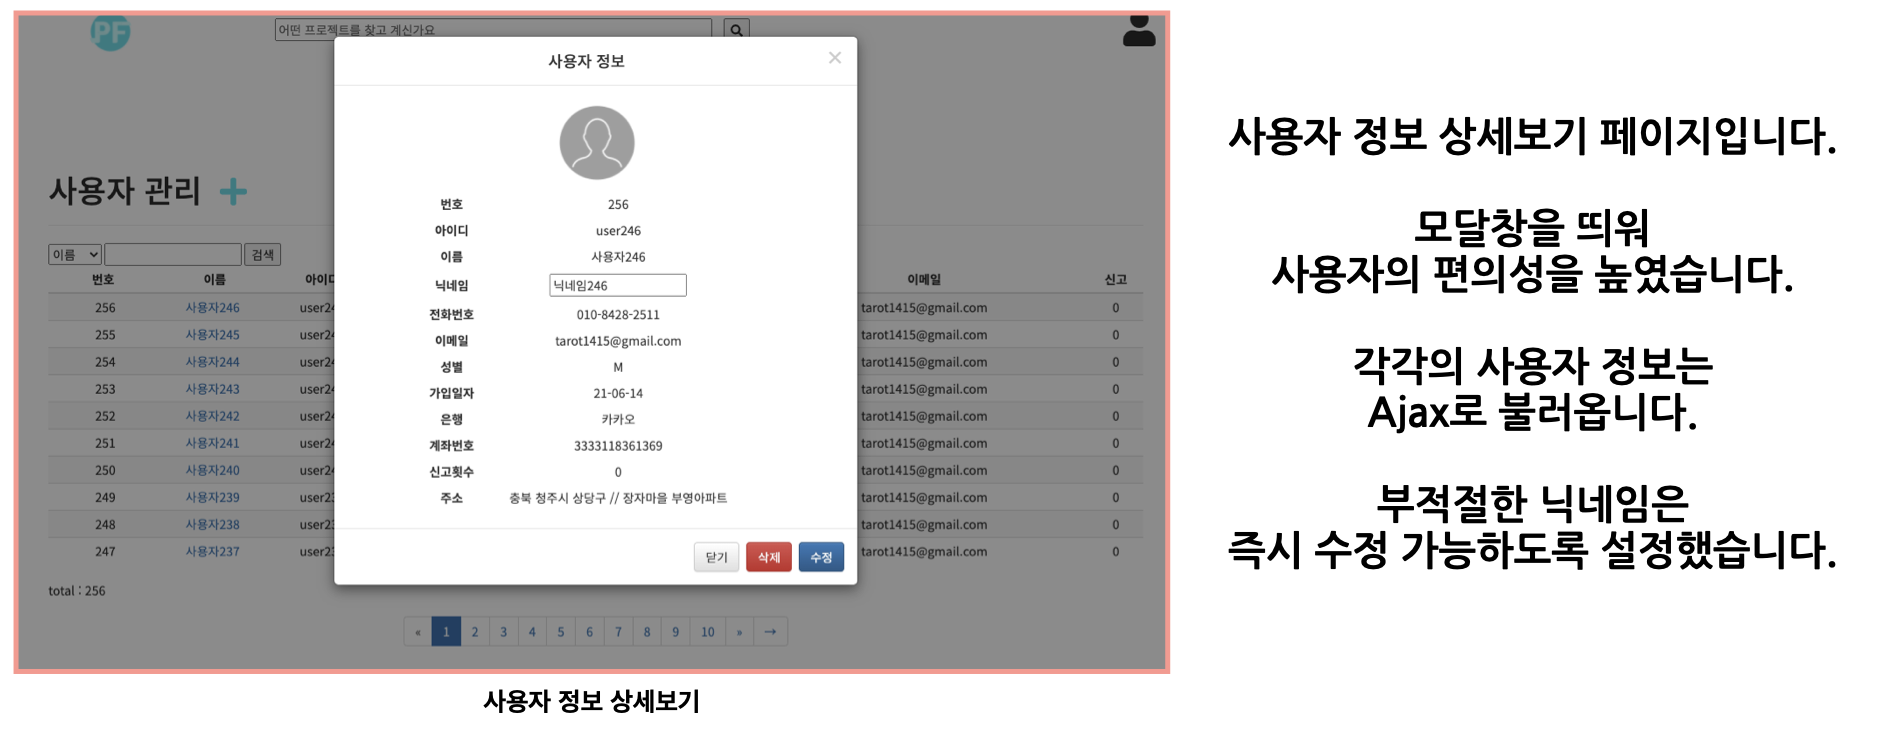 PF
어떤 프로젝트를 찾고 계신가요
사용자 정보
×
사용자 관리 +
이름
검색
번호 이름 아이디 이메일 신고
256 사용자246 user24 tarot1415@gmail.com 0
255 사용자245 user24 tarot1415@gmail.com 0
254 사용자244 user24 tarot1415@gmail.com 0
253 사용자243 user24 tarot1415@gmail.com 0
252 사용자242 user24 tarot1415@gmail.com 0
251 사용자241 user24 tarot1415@gmail.com 0
250 사용자240 user24 tarot1415@gmail.com 0
249 사용자239 user23 tarot1415@gmail.com 0
248 사용자238 user23 tarot1415@gmail.com 0
247 사용자237 user23 tarot1415@gmail.com 0
total : 256
« 1 2 3 4 5 6 7 8 9 10 » →
번호 256
아이디 user246
이름 사용자246
닉네임 닉네임246
전화번호 010-8428-2511
이메일 tarot1415@gmail.com
성별 M
가입일자 21-06-14
은행 카카오
계좌번호 3333118361369
신고횟수 0
주소 충북 청주시 상당구 // 장자마을 부영아파트
닫기 삭제 수정
사용자 정보 상세보기
사용자 정보 상세보기 페이지입니다.
모달창을 띄워
사용자의 편의성을 높였습니다.
각각의 사용자 정보는
Ajax로 불러옵니다.
부적절한 닉네임은
즉시 수정 가능하도록 설정했습니다.